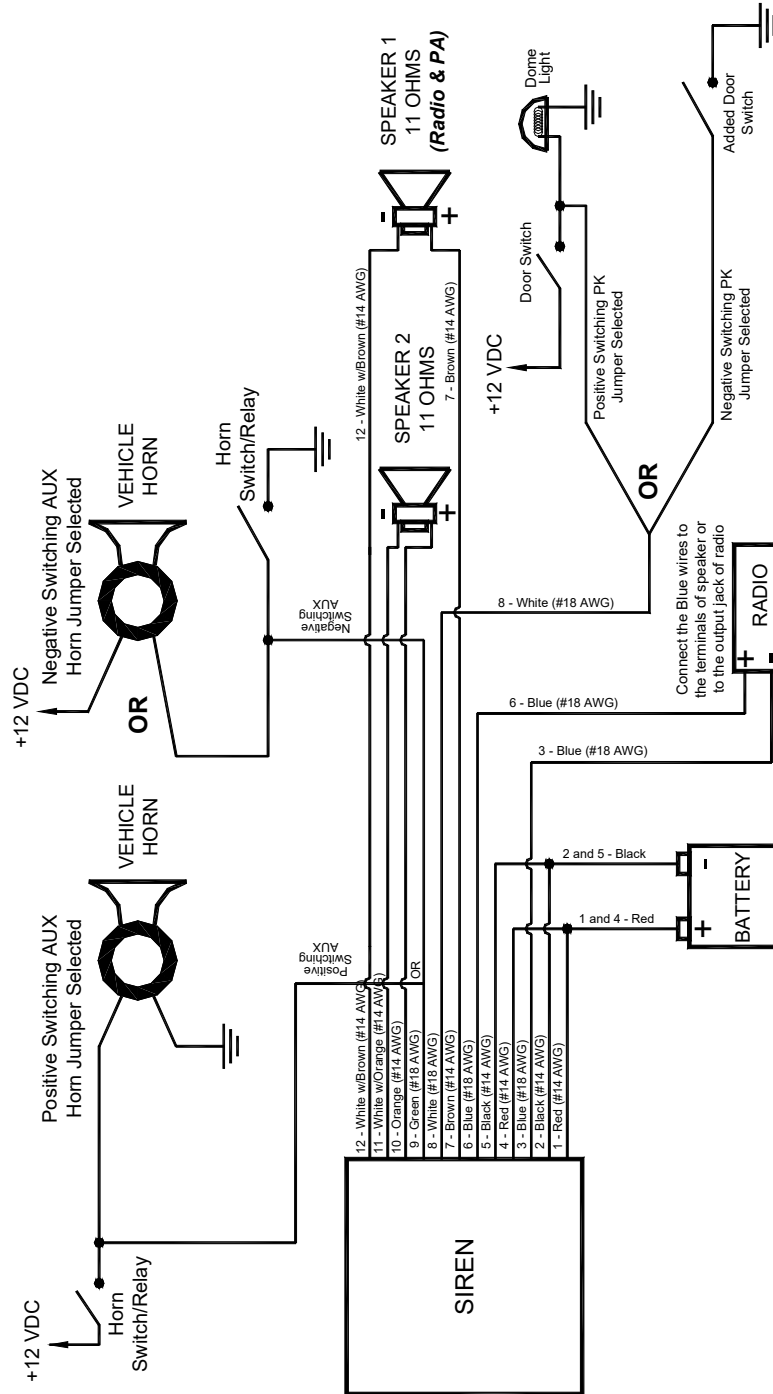 +12 VDC
Negative Switching AUX
Horn Jumper Selected
VEHICLE
HORN
OR
Horn
Switch/Relay
Negative
Switching
AUX
+12 VDC
Horn
Switch/Relay
Positive Switching AUX
Horn Jumper Selected
VEHICLE
HORN
Positive
Switching
AUX
OR
SPEAKER 1
11 OHMS
(Radio & PA)
-
+
12 - White w/Brown (#14 AWG)
7 - Brown (#14 AWG)
SPEAKER 2
11 OHMS
-
+
Dome
Light
Door Switch
+12 VDC
Positive Switching PK
Jumper Selected
OR
Negative Switching PK
Jumper Selected
Added Door
Switch
8 - White (#18 AWG)
Connect the Blue wires to
the terminals of speaker or
to the output jack of radio
+
-
RADIO
6 - Blue (#18 AWG)
3 - Blue (#18 AWG)
2 and 5 - Black
1 and 4 - Red
-
+
BATTERY
12 - White w/Brown (#14 AWG)
11 - White w/Orange (#14 AWG)
10 - Orange (#14 AWG)
9 - Green (#18 AWG)
8 - White (#18 AWG)
7 - Brown (#14 AWG)
6 - Blue (#18 AWG)
5 - Black (#14 AWG)
4 - Red (#14 AWG)
3 - Blue (#18 AWG)
2 - Black (#14 AWG)
1 - Red (#14 AWG)
SIREN